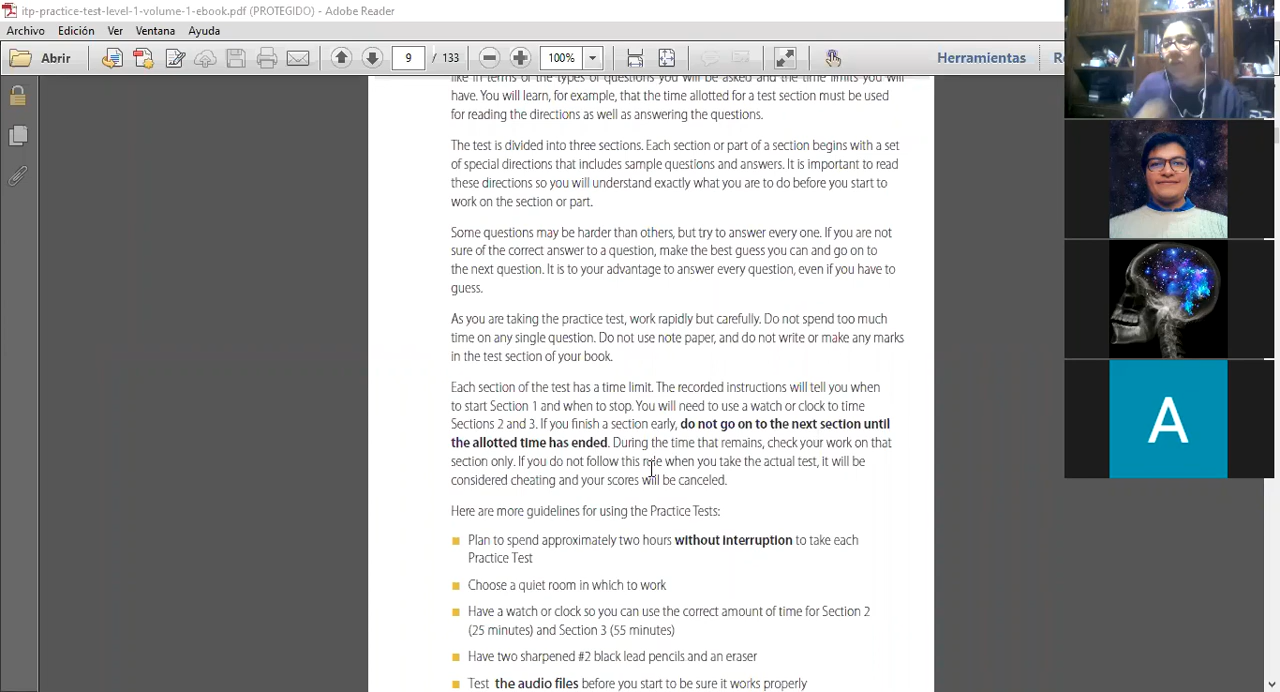 itp-practice-test-level-1-volume-1-ebook.pdf (PROTEGIDO) - Adobe Reader
Archivo Edición Ver Ventana Ayuda
Abrir 9 / 133 100% Herramientas
like in terms of the types of questions you will be asked and the time limits you will
have. You will learn, for example, that the time allotted for a test section must be used
for reading the directions as well as answering the questions.
The test is divided into three sections. Each section or part of a section begins with a set
of special directions that includes sample questions and answers. It is important to read
these directions so you will understand exactly what you are to do before you start to
work on the section or part.
Some questions may be harder than others, but try to answer every one. If you are not
sure of the correct answer to a question, make the best guess you can and go on to
the next question. It is to your advantage to answer every question, even if you have to
guess.
As you are taking the practice test, work rapidly but carefully. Do not spend too much
time on any single question. Do not use note paper, and do not write or make any marks
in the test section of your book.
Each section of the test has a time limit. The recorded instructions will tell you when
to start Section 1 and when to stop. You will need to use a watch or clock to time
Sections 2 and 3. If you finish a section early, do not go on to the next section until
the allotted time has ended. During the time that remains, check your work on that
section only. If you do not follow this rule when you take the actual test, it will be
considered cheating and your scores will be canceled.
Here are more guidelines for using the Practice Tests:
Plan to spend approximately two hours without interruption to take each
Practice Test
Choose a quiet room in which to work
Have a watch or clock so you can use the correct amount of time for Section 2
(25 minutes) and Section 3 (55 minutes)
Have two sharpened #2 black lead pencils and an eraser
Test the audio files before you start to be sure it works properly
A